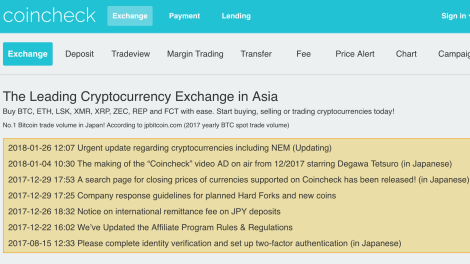 coincheck Exchange Payment Lending Sign in
Exchange Deposit Tradeview Margin Trading Transfer Fee Price Alert Chart Campaig
The Leading Cryptocurrency Exchange in Asia
Buy BTC, ETH, LSK, XMR, XRP, ZEC, REP and FCT with ease. Start buying, selling or trading cryptocurrencies today!
No.1 Bitcoin trade volume in Japan! According to jpbitcoin.com (2017 yearly BTC spot trade volume)
2018-01-26 12:07 Urgent update regarding cryptocurrencies including NEM (Updating)
2018-01-04 10:30 The making of the “Coincheck” video AD on air from 12/2017 starring Degawa Tetsuro (in Japanese)
2017-12-29 17:53 A search page for closing prices of currencies supported on Coincheck has been released! (in Japanese)
2017-12-29 17:25 Company response guidelines for planned Hard Forks and new coins
2017-12-26 18:32 Notice on international remittance fee on JPY deposits
2017-12-22 16:02 We’ve Updated the Affiliate Program Rules & Regulations
2017-08-15 12:33 Please complete identity verification and set up two-factor authentication (in Japanese)